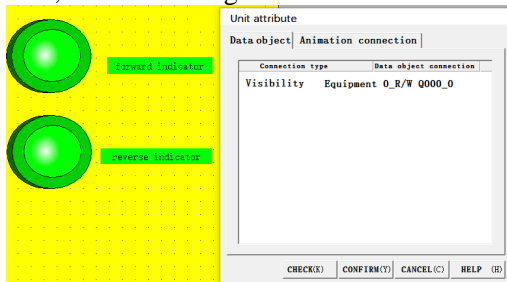 Unit attribute
Data object Animation connection
Connection type Data object connection
Visibility Equipment 0_R/W Q000_0
forward indicator
reverse indicator
CHECK(K) CONFIRM(Y) CANCEL(C) HELP (H)